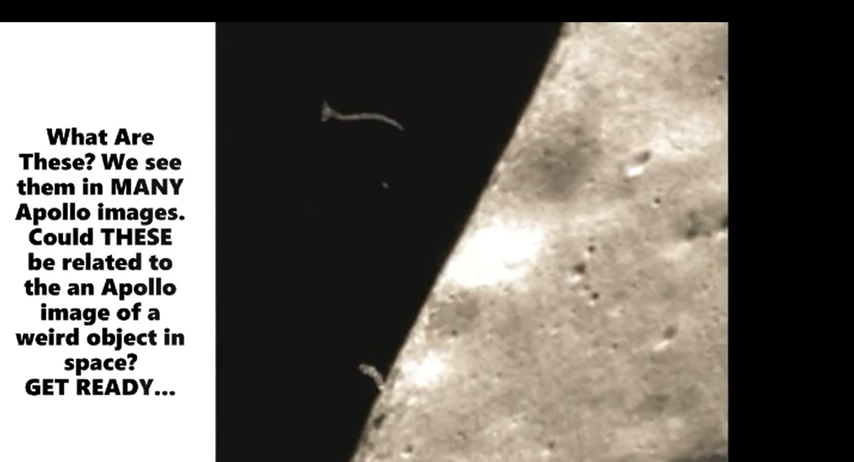 What Are
These? We see
them in MANY
Apollo images.
Could THESE
be related to
the an Apollo
image of a
weird object in
space?
GET READY...